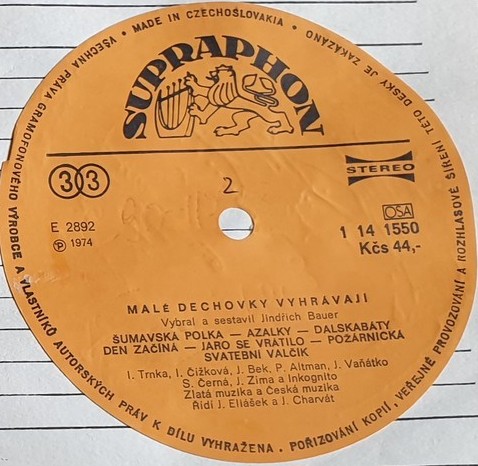 MADE IN CZECHOSLOVAKIA • VŠECHNA PRÁVA GRAMOFONOVÉHO VÝROBCE A VLASTNÍKŮ AUTORSKÝCH PRÁV K DÍLU VYHRAŽENA • POŘIZOVÁNÍ KOPIÍ, VEŘEJNÉ PROVOZOVÁNÍ A ROZHLASOVÉ ŠÍŘENÍ TÉTO DESKY JE ZAKÁZÁNO •
SUPRAPHON
33
STEREO
2
E 2892
℗ 1974
OSA
1 14 1550
Kčs 44,-
MALÉ DECHOVKY VYHRÁVAJÍ
Vybral a sestavil Jindřich Bauer
ŠUMAVSKÁ POLKA — AZALKY — DALSKABÁTY
DEN ZAČÍNÁ — JARO SE VRÁTILO — POŽÁRNICKÁ
SVATEBNÍ VALČÍK
I. Trnka, I. Čížková, J. Bek, P. Altman, J. Vaňátko
S. Černá, J. Zíma a Inkognito
Zlatá muzika a Česká muzika
Řídí J. Eliášek a J. Charvát